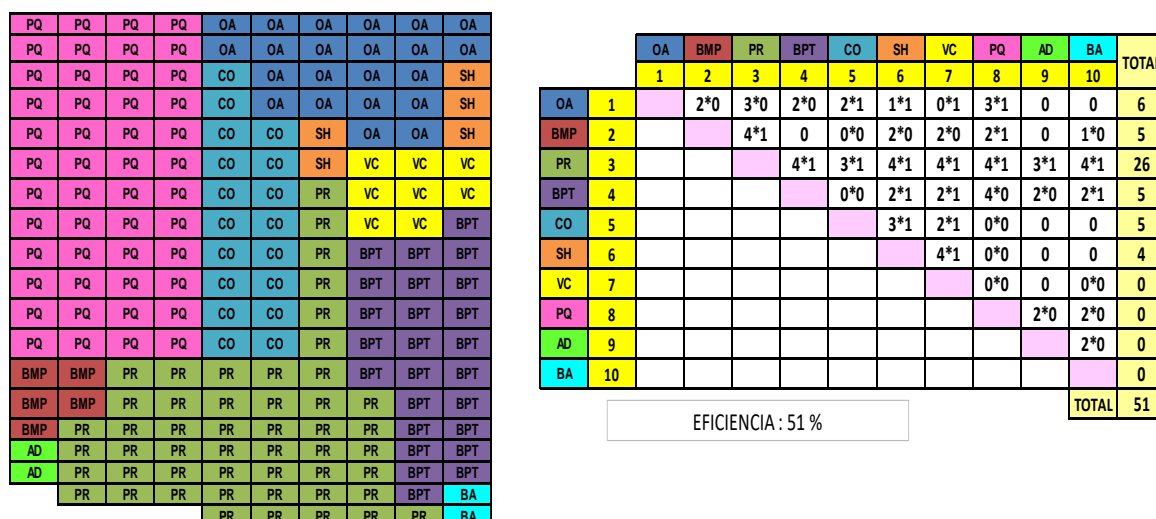 PQ PQ PQ PQ OA OA OA OA OA OA
PQ PQ PQ PQ OA OA OA OA OA OA
PQ PQ PQ PQ CO OA OA OA OA SH
PQ PQ PQ PQ CO OA OA OA OA SH
PQ PQ PQ PQ CO CO SH OA OA SH
PQ PQ PQ PQ CO CO SH VC VC VC
PQ PQ PQ PQ CO CO PR VC VC VC
PQ PQ PQ PQ CO CO PR VC VC BPT
PQ PQ PQ PQ CO CO PR BPT BPT BPT
PQ PQ PQ PQ CO CO PR BPT BPT BPT
PQ PQ PQ PQ CO CO PR BPT BPT BPT
PQ PQ PQ PQ CO CO PR BPT BPT BPT
BMP BMP PR PR PR PR PR BPT BPT BPT
BMP BMP PR PR PR PR PR PR BPT BPT
BMP PR PR PR PR PR PR PR BPT BPT
AD PR PR PR PR PR PR PR BPT BPT
AD PR PR PR PR PR PR PR BPT BPT
PR PR PR PR PR PR PR BPT BA
PR PR PR PR PR BA
OA BMP PR BPT CO SH VC PQ AD BA TOTAL
1 2 3 4 5 6 7 8 9 10
OA 1 2*0 3*0 2*0 2*1 1*1 0*1 3*1 0 0 6
BMP 2 4*1 0 0*0 2*0 2*0 2*1 0 1*0 5
PR 3 4*1 3*1 4*1 4*1 4*1 3*1 4*1 26
BPT 4 0*0 2*1 2*1 4*0 2*0 2*1 5
CO 5 3*1 2*1 0*0 0 0 5
SH 6 4*1 0*0 0 0 4
VC 7 0*0 0 0*0 0
PQ 8 2*0 2*0 0
AD 9 2*0 0
BA 10 0
TOTAL 51
EFICIENCIA : 51 %